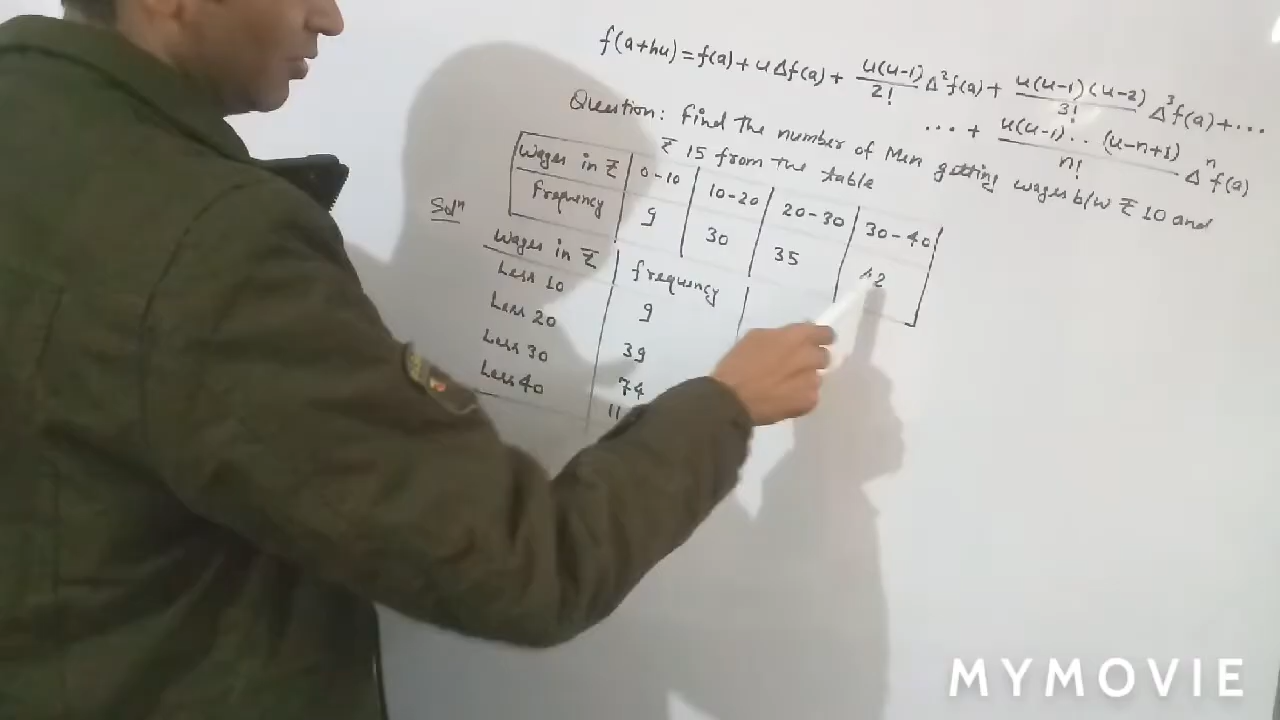 f(a+hu) = f(a) + u Δf(a) + u(u-1)/2! Δ²f(a) + u(u-1)(u-2)/3! Δ³f(a) + ...
... + u(u-1)..(u-n+1)/n! Δⁿf(a)
Question: Find the number of Men getting wages b/w ₹ 10 and
₹ 15 from the table
Wages in ₹ 0-10 10-20 20-30 30-40
Frequency 9 30 35 42
Solⁿ
Wages in ₹ frequency
Less 10 9
Less 20 39
Less 30 74
Less 40 11
MYMOVIE